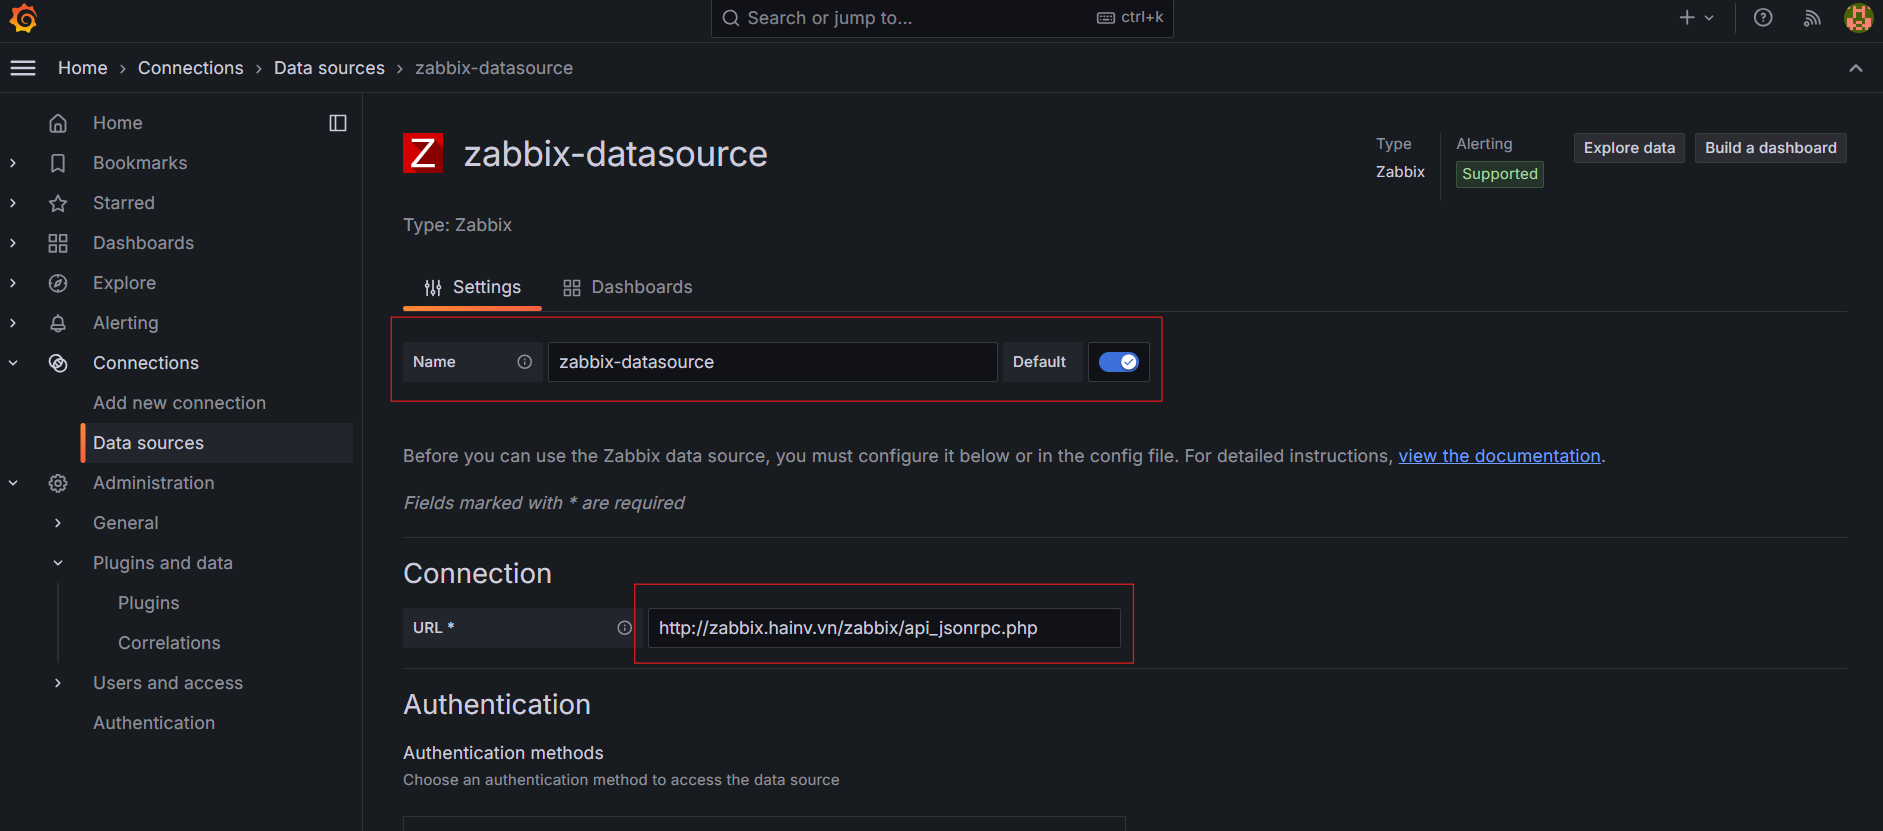 Search or jump to...
ctrl+k
Home › Connections › Data sources › zabbix-datasource
Home
Bookmarks
Starred
Dashboards
Explore
Alerting
Connections
Add new connection
Data sources
Administration
General
Plugins and data
Plugins
Correlations
Users and access
Authentication
Z
zabbix-datasource
Type
Zabbix
Alerting
Supported
Explore data
Build a dashboard
Type: Zabbix
Settings
Dashboards
Name
zabbix-datasource
Default
Before you can use the Zabbix data source, you must configure it below or in the config file. For detailed instructions, view the documentation.
Fields marked with * are required
Connection
URL *
http://zabbix.hainv.vn/zabbix/api_jsonrpc.php
Authentication
Authentication methods
Choose an authentication method to access the data source